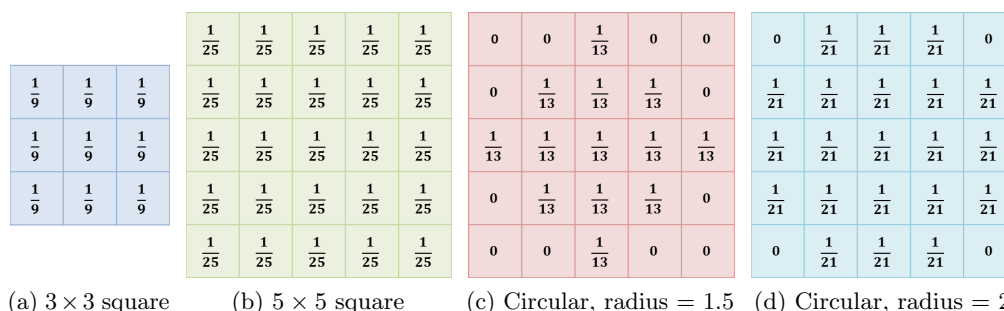 1/9 1/9 1/9
1/9 1/9 1/9
1/9 1/9 1/9
(a) 3 × 3 square
1/25 1/25 1/25 1/25 1/25
1/25 1/25 1/25 1/25 1/25
1/25 1/25 1/25 1/25 1/25
1/25 1/25 1/25 1/25 1/25
1/25 1/25 1/25 1/25 1/25
(b) 5 × 5 square
0 0 1/13 0 0
0 1/13 1/13 1/13 0
1/13 1/13 1/13 1/13 1/13
0 1/13 1/13 1/13 0
0 0 1/13 0 0
(c) Circular, radius = 1.5
0 1/21 1/21 1/21 0
1/21 1/21 1/21 1/21 1/21
1/21 1/21 1/21 1/21 1/21
1/21 1/21 1/21 1/21 1/21
0 1/21 1/21 1/21 0
(d) Circular, radius = 2